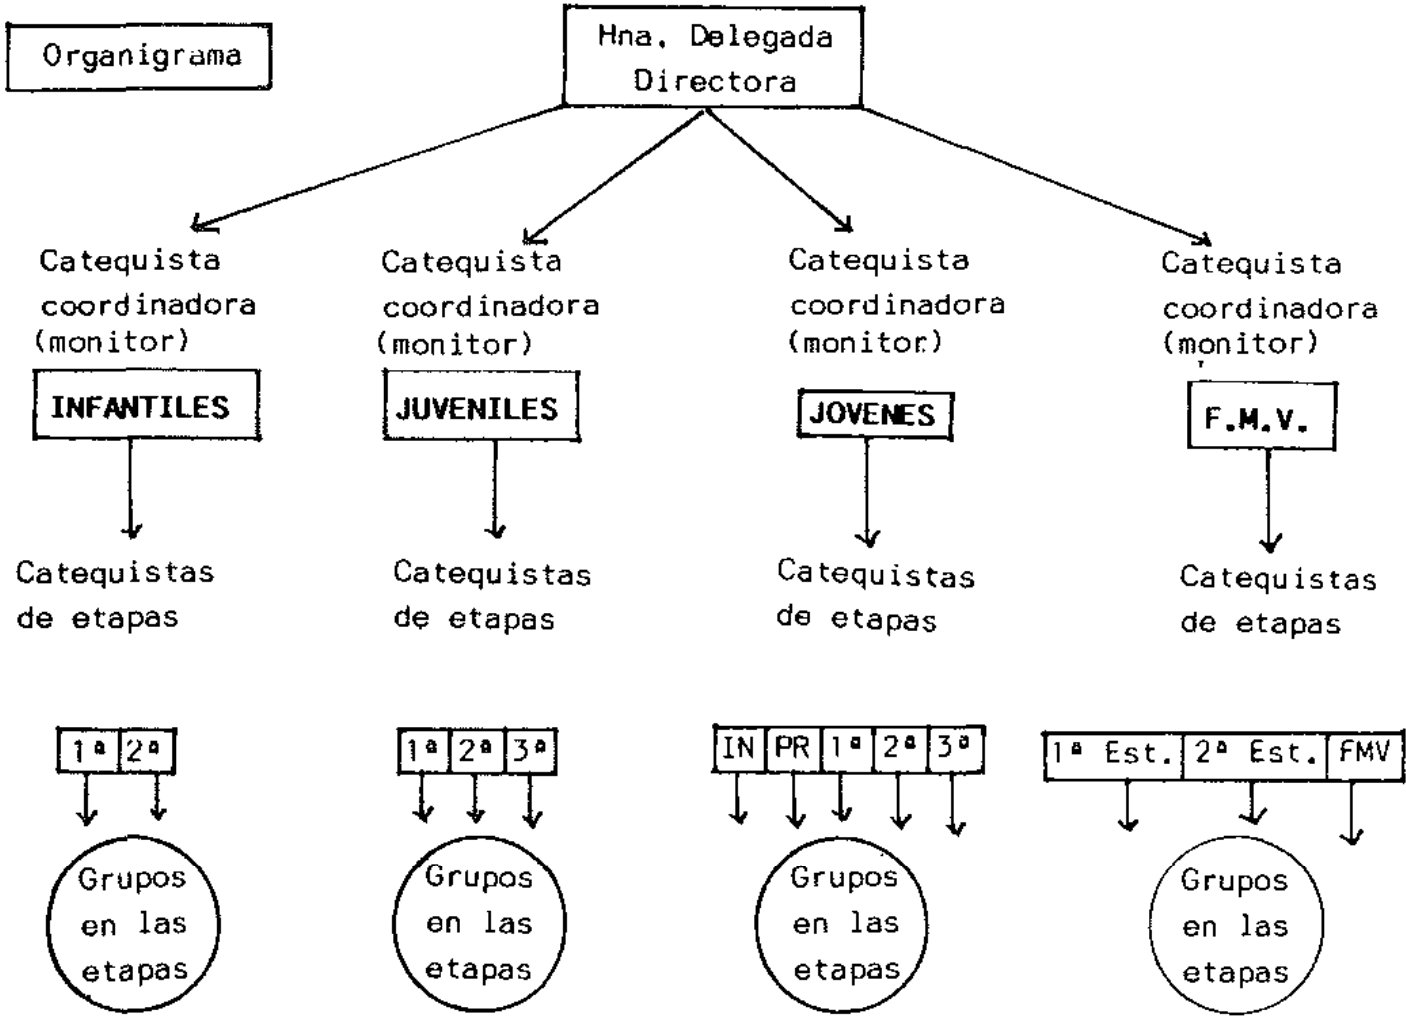 Organigrama
Hna. Delegada
Directora
Catequista
coordinadora
(monitor)
INFANTILES
Catequistas
de etapas
1ª 2ª
Grupos
en las
etapas
Catequista
coordinadora
(monitor)
JUVENILES
Catequistas
de etapas
1ª 2ª 3ª
Grupos
en las
etapas
Catequista
coordinadora
(monitor)
JOVENES
Catequistas
de etapas
IN PR 1ª 2ª 3ª
Grupos
en las
etapas
Catequista
coordinadora
(monitor)
F.M.V.
Catequistas
de etapas
1ª Est. 2ª Est. FMV
Grupos
en las
etapas